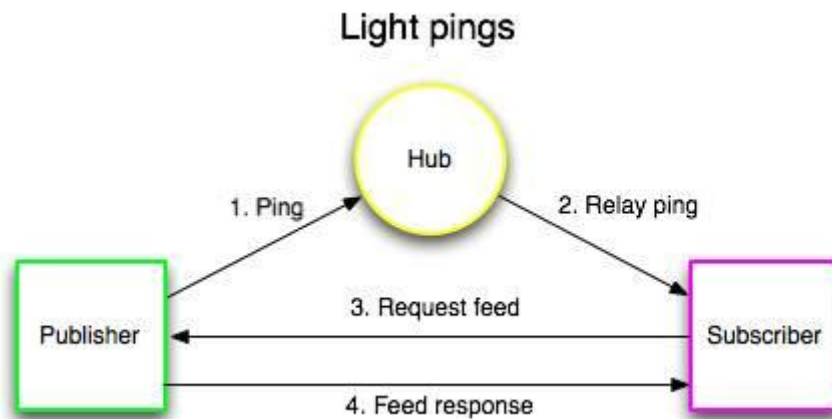 Light pings
Hub
1. Ping
2. Relay ping
3. Request feed
Publisher
Subscriber
4. Feed response